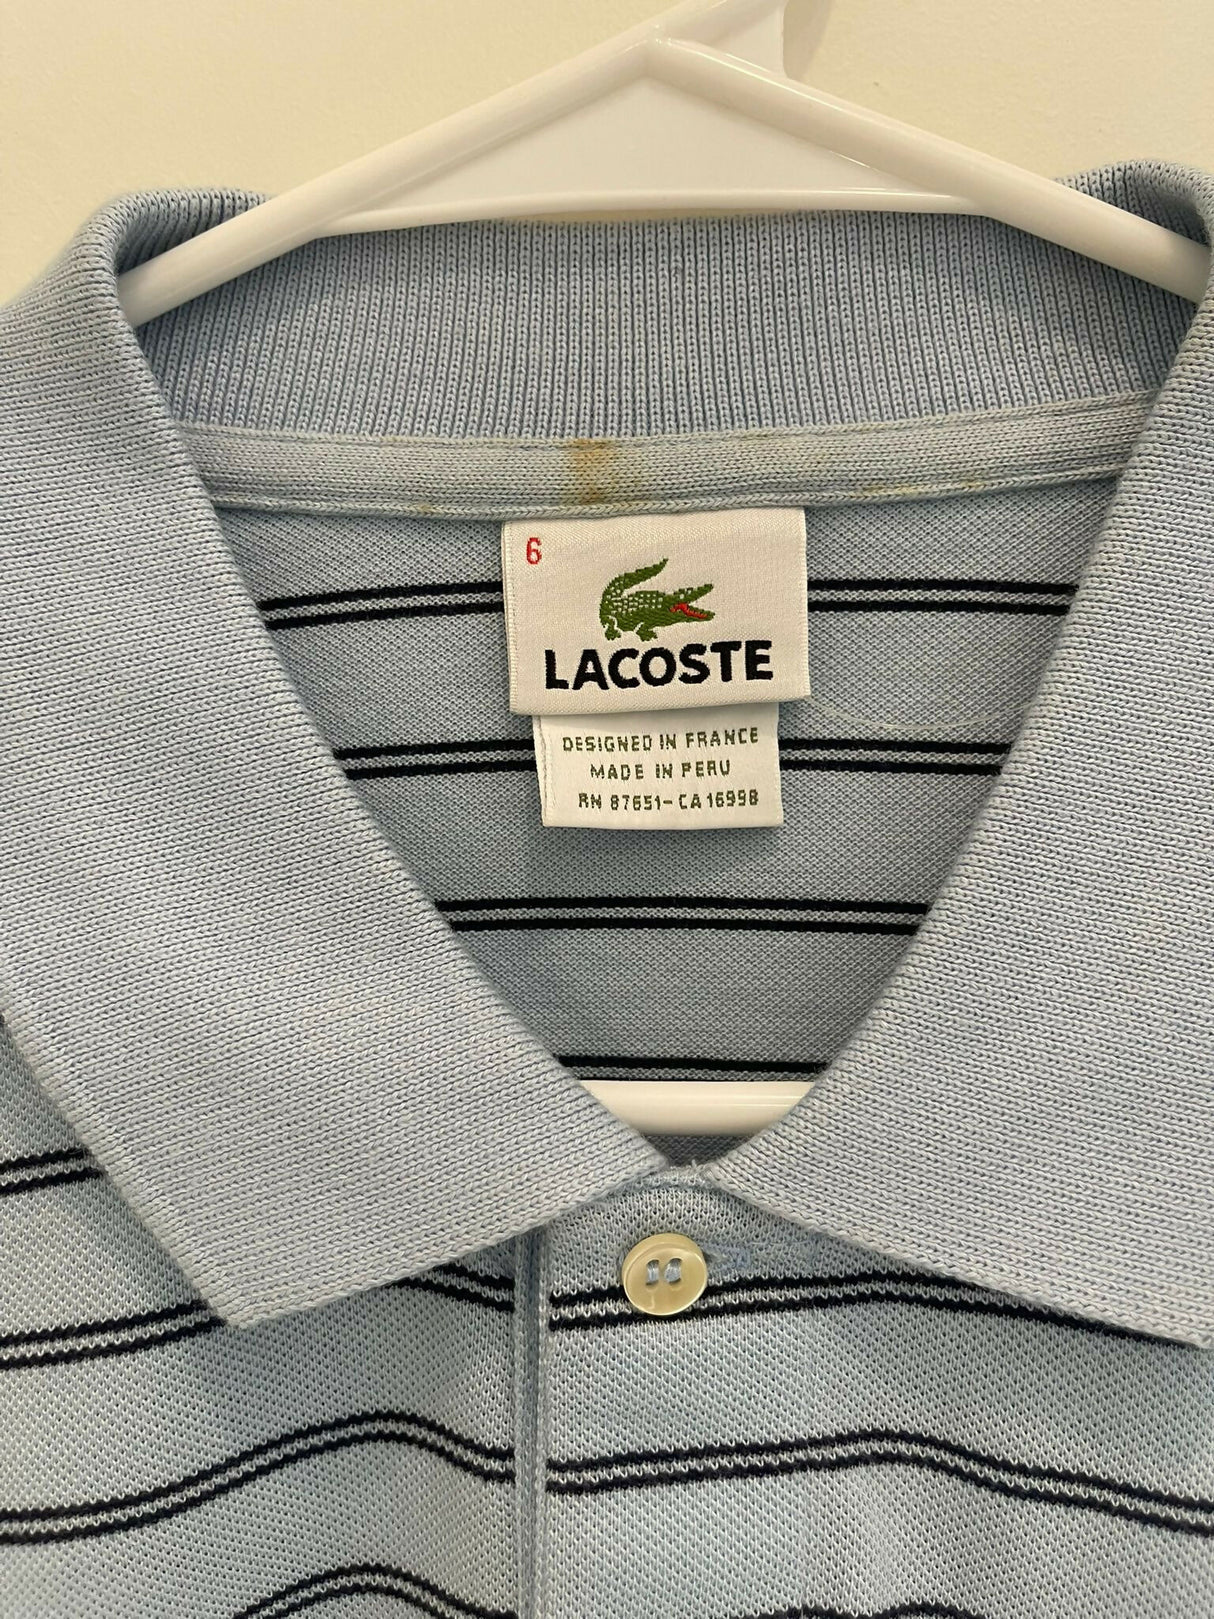 6
LACOSTE
DESIGNED IN FRANCE
MADE IN PERU
RN 87651-CA 16998